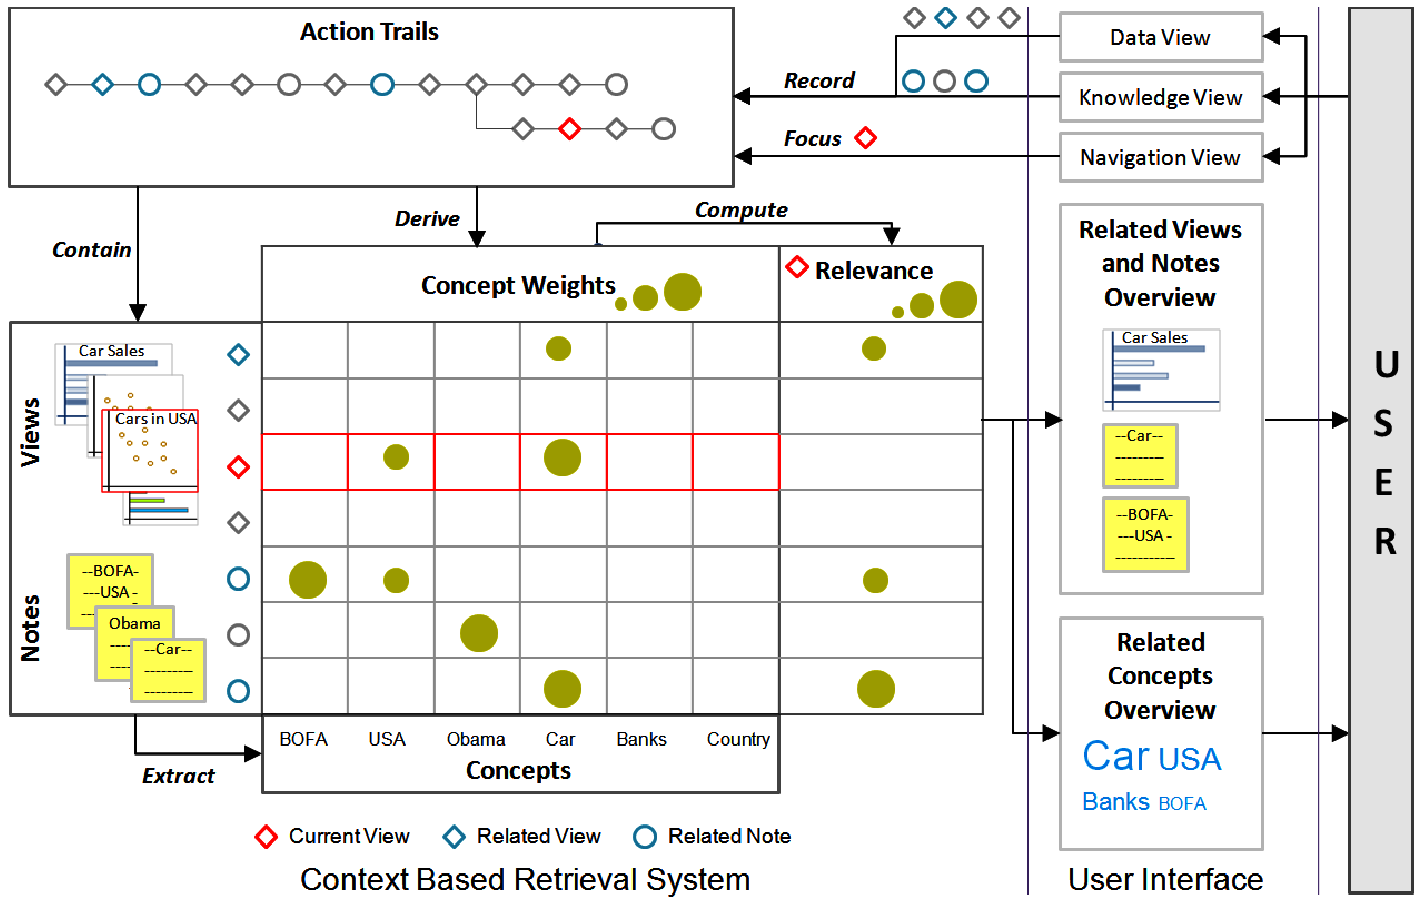 Action Trails
Data View
Record
Knowledge View
Focus
Navigation View
Contain
Derive
Compute
Concept Weights
Relevance
Related Views
and Notes
Overview
Views
Car Sales
Cars in USA
Car Sales
--Car--
----------
----------
--BOFA-
---USA -
-----------
Notes
--BOFA-
---USA -
Obama
--Car--
----------
----------
BOFA USA Obama Car Banks Country
Concepts
Extract
Related
Concepts
Overview
Car USA
Banks BOFA
USER
Current View Related View Related Note
Context Based Retrieval System
User Interface